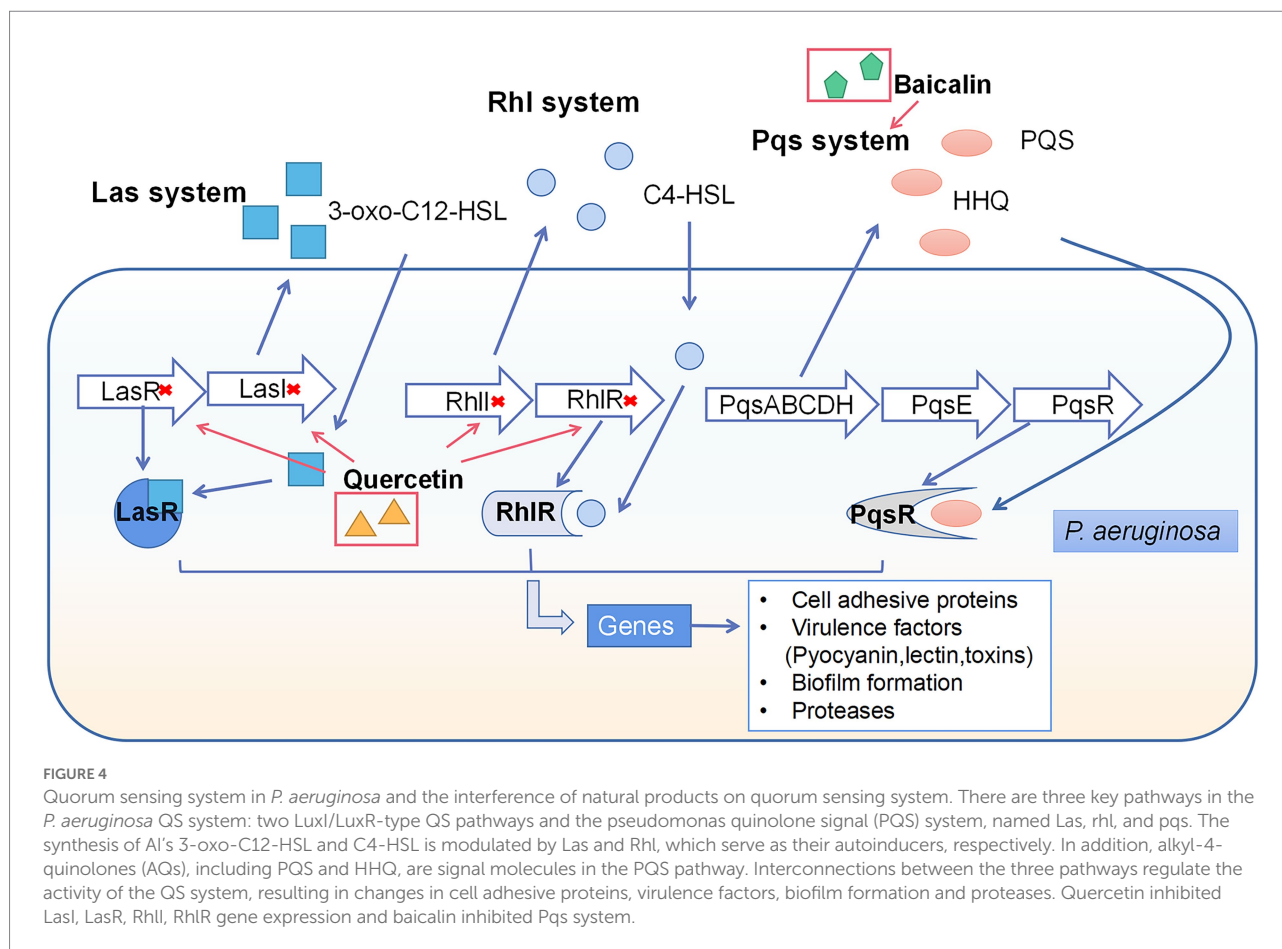 Baicalin
Rhl system
Pqs system
PQS
Las system
3-oxo-C12-HSL
C4-HSL
HHQ
LasR
LasI
RhlI
RhlR
PqsABCDH
PqsE
PqsR
Quercetin
LasR
RhlR
PqsR
P. aeruginosa
Genes
• Cell adhesive proteins
• Virulence factors
(Pyocyanin,lectin,toxins)
• Biofilm formation
• Proteases
FIGURE 4
Quorum sensing system in P. aeruginosa and the interference of natural products on quorum sensing system. There are three key pathways in the
P. aeruginosa QS system: two LuxI/LuxR-type QS pathways and the pseudomonas quinolone signal (PQS) system, named Las, rhl, and pqs. The
synthesis of AI’s 3-oxo-C12-HSL and C4-HSL is modulated by Las and Rhl, which serve as their autoinducers, respectively. In addition, alkyl-4-
quinolones (AQs), including PQS and HHQ, are signal molecules in the PQS pathway. Interconnections between the three pathways regulate the
activity of the QS system, resulting in changes in cell adhesive proteins, virulence factors, biofilm formation and proteases. Quercetin inhibited
LasI, LasR, RhlI, RhlR gene expression and baicalin inhibited Pqs system.